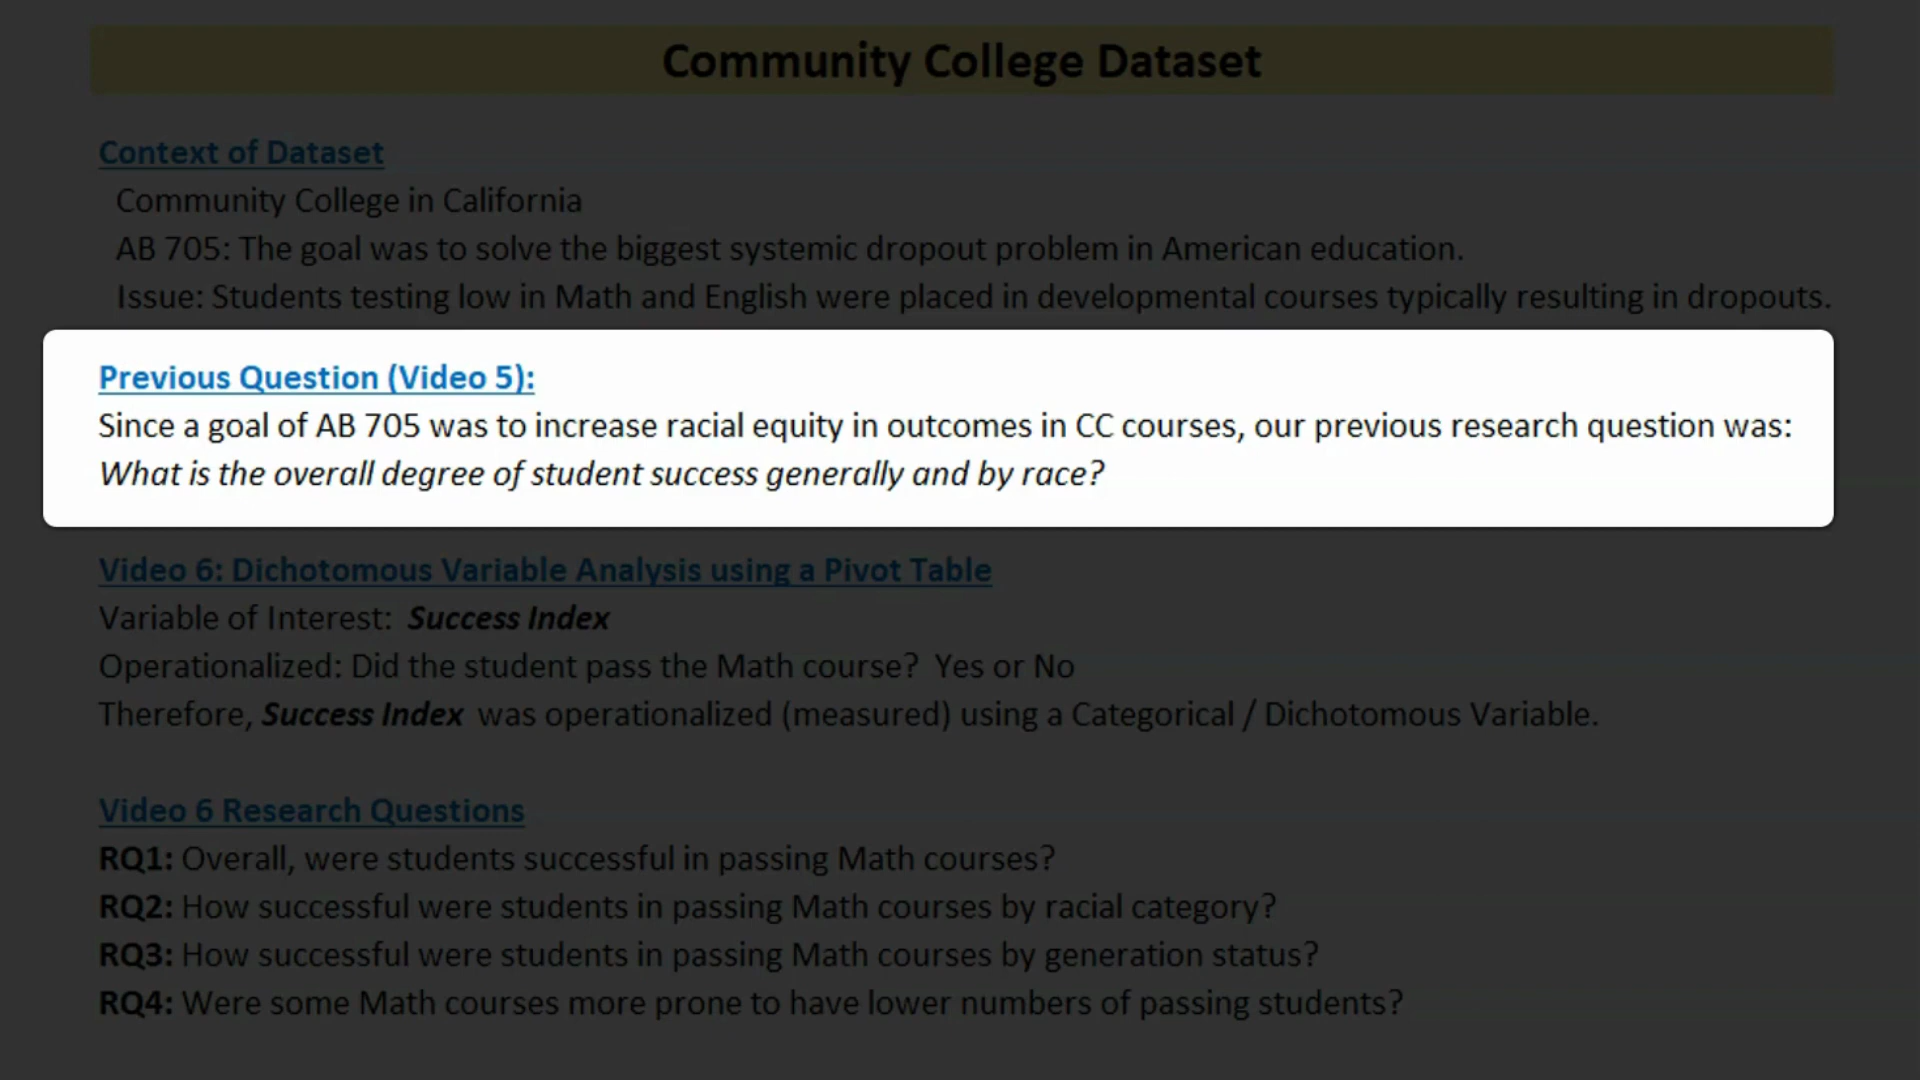 Community College Dataset
Context of Dataset
Community College in California
AB 705: The goal was to solve the biggest systemic dropout problem in American education.
Issue: Students testing low in Math and English were placed in developmental courses typically resulting in dropouts.
Previous Question (Video 5):
Since a goal of AB 705 was to increase racial equity in outcomes in CC courses, our previous research question was:
What is the overall degree of student success generally and by race?
Video 6: Dichotomous Variable Analysis using a Pivot Table
Variable of Interest: Success Index
Operationalized: Did the student pass the Math course? Yes or No
Therefore, Success Index was operationalized (measured) using a Categorical / Dichotomous Variable.
Video 6 Research Questions
RQ1: Overall, were students successful in passing Math courses?
RQ2: How successful were students in passing Math courses by racial category?
RQ3: How successful were students in passing Math courses by generation status?
RQ4: Were some Math courses more prone to have lower numbers of passing students?